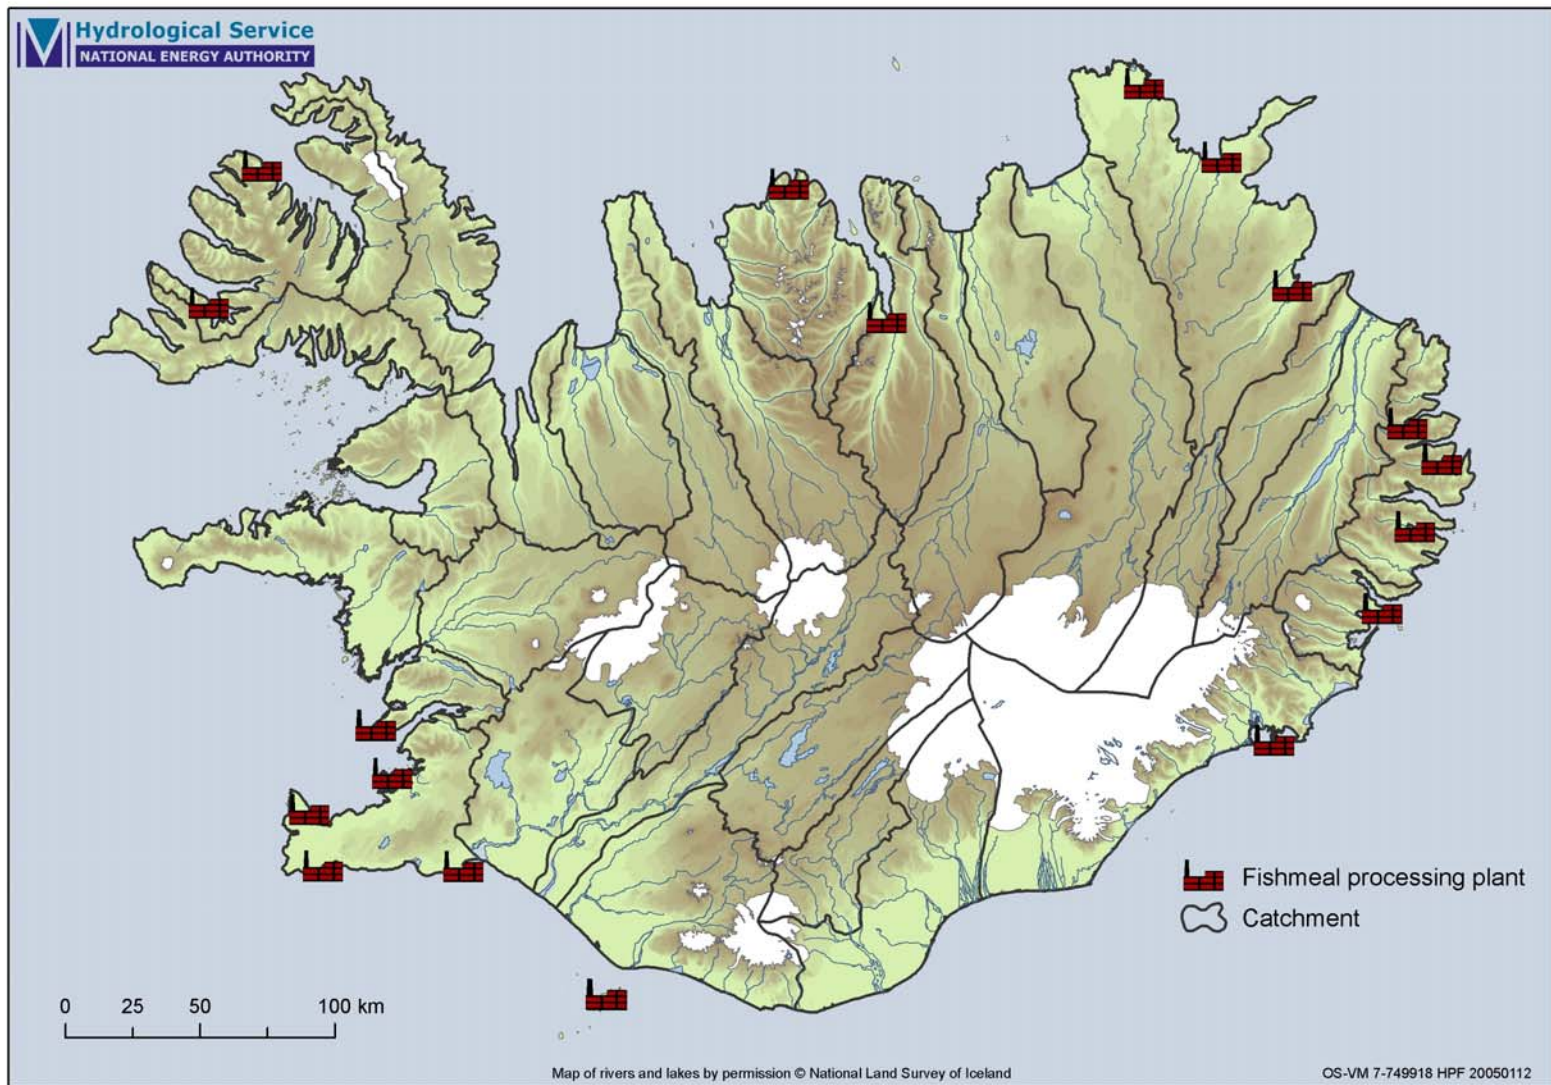 Hydrological Service
NATIONAL ENERGY AUTHORITY
Fishmeal processing plant
Catchment
0 25 50 100 km
Map of rivers and lakes by permission © National Land Survey of Iceland
OS-VM 7-749918 HPF 20050112